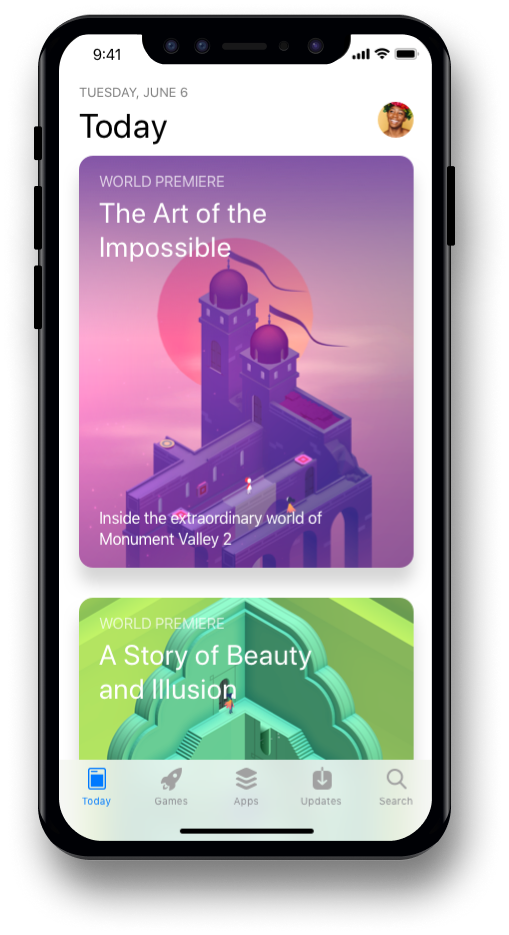 9:41
TUESDAY, JUNE 6
Today
WORLD PREMIERE
The Art of the
Impossible
Inside the extraordinary world of
Monument Valley 2
WORLD PREMIERE
A Story of Beauty
and Illusion
Today
Games
Apps
Updates
Search